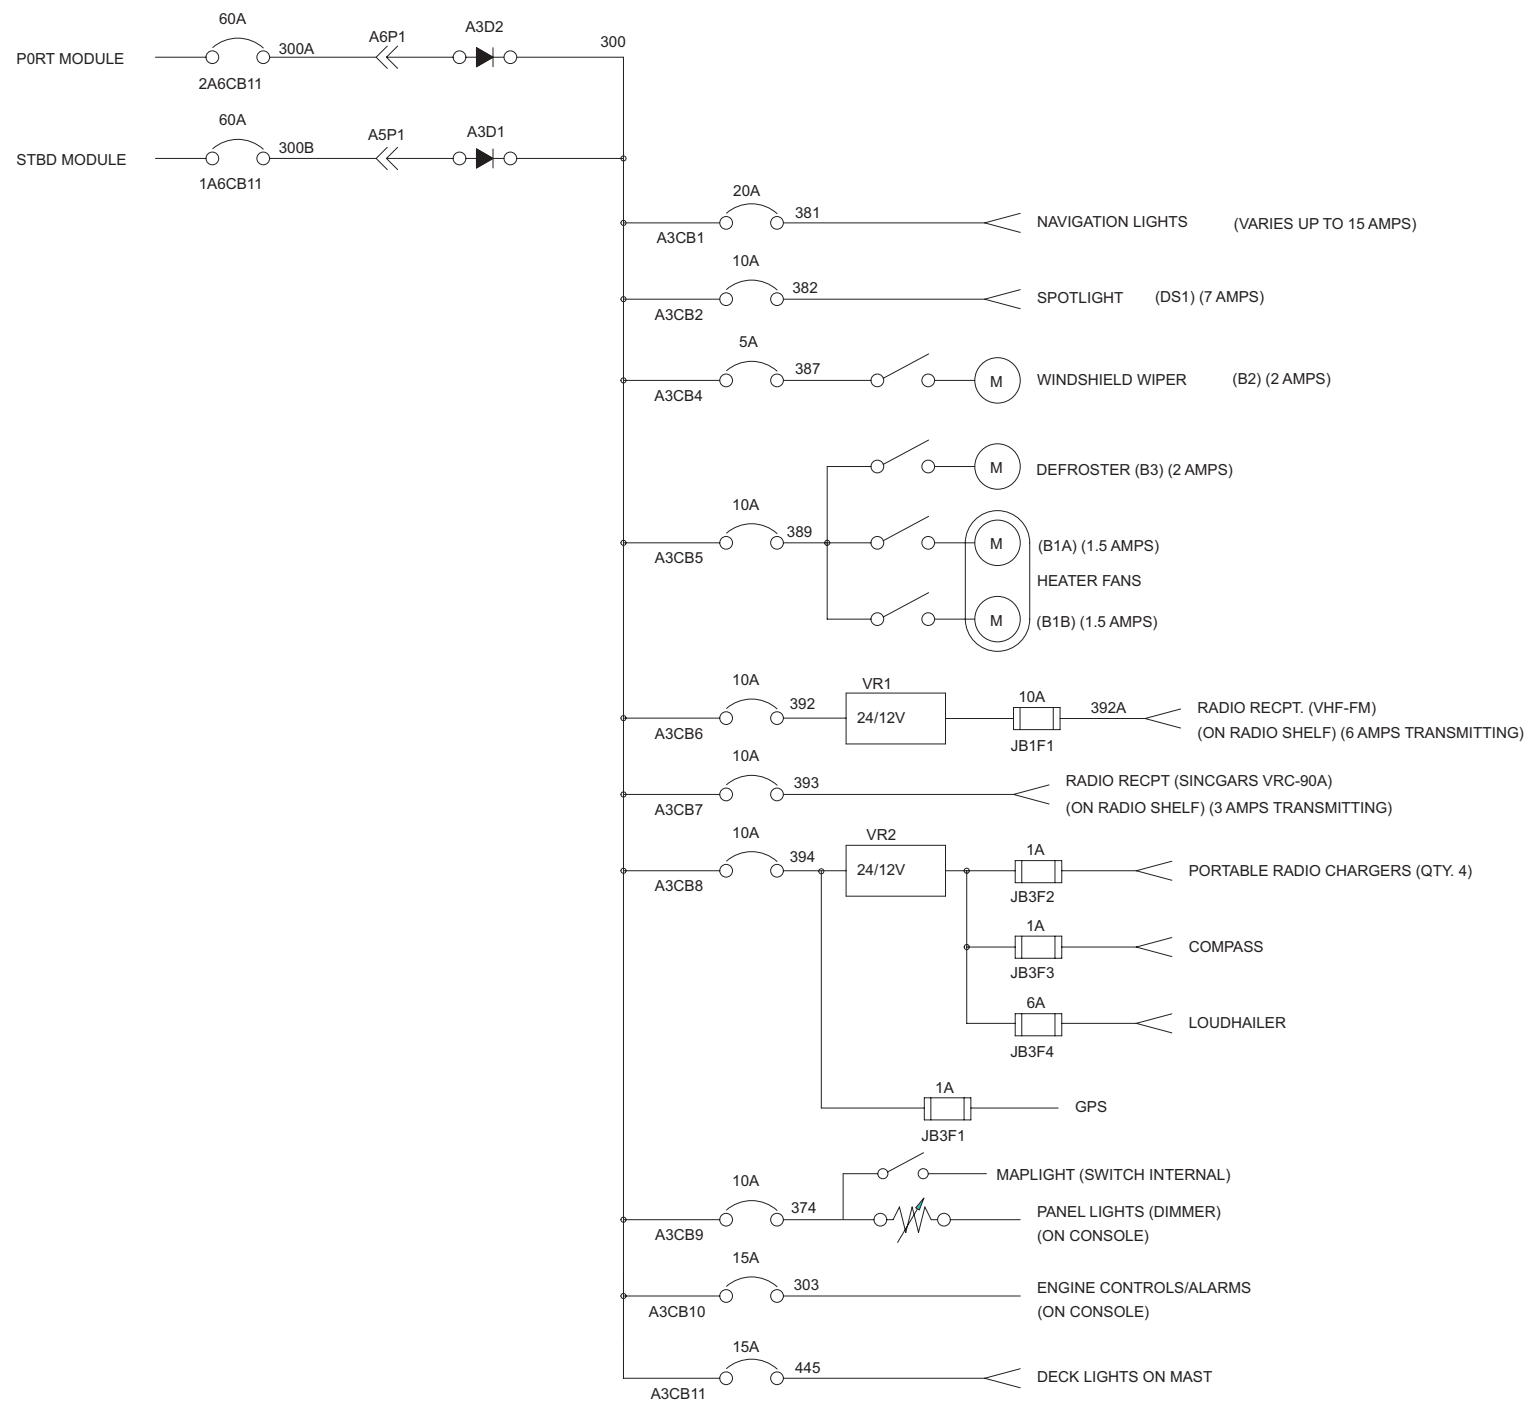 60A
P0RT MODULE
300A
A6P1
A3D2
300
2A6CB11
60A
STBD MODULE
300B
A5P1
A3D1
1A6CB11
20A
381
A3CB1
NAVIGATION LIGHTS (VARIES UP TO 15 AMPS)
10A
382
A3CB2
SPOTLIGHT (DS1) (7 AMPS)
5A
387
A3CB4
M
WINDSHIELD WIPER (B2) (2 AMPS)
M
DEFROSTER (B3) (2 AMPS)
10A
389
A3CB5
M
(B1A) (1.5 AMPS)
HEATER FANS
M
(B1B) (1.5 AMPS)
10A
392
A3CB6
VR1
24/12V
10A
JB1F1
392A
RADIO RECPT. (VHF-FM)
(ON RADIO SHELF) (6 AMPS TRANSMITTING)
10A
393
A3CB7
RADIO RECPT (SINCGARS VRC-90A)
(ON RADIO SHELF) (3 AMPS TRANSMITTING)
10A
394
A3CB8
VR2
24/12V
1A
JB3F2
PORTABLE RADIO CHARGERS (QTY. 4)
1A
JB3F3
COMPASS
6A
JB3F4
LOUDHAILER
1A
JB3F1
GPS
10A
374
A3CB9
MAPLIGHT (SWITCH INTERNAL)
PANEL LIGHTS (DIMMER)
(ON CONSOLE)
15A
303
A3CB10
ENGINE CONTROLS/ALARMS
(ON CONSOLE)
15A
445
A3CB11
DECK LIGHTS ON MAST